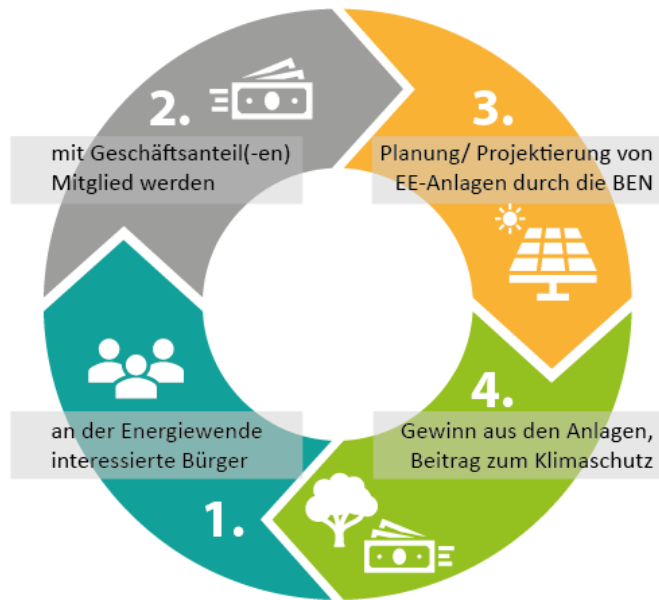 2.
mit Geschäftsanteil(-en)
Mitglied werden
3.
Planung/ Projektierung von
EE-Anlagen durch die BEN
an der Energiewende
interessierte Bürger
1.
4.
Gewinn aus den Anlagen,
Beitrag zum Klimaschutz